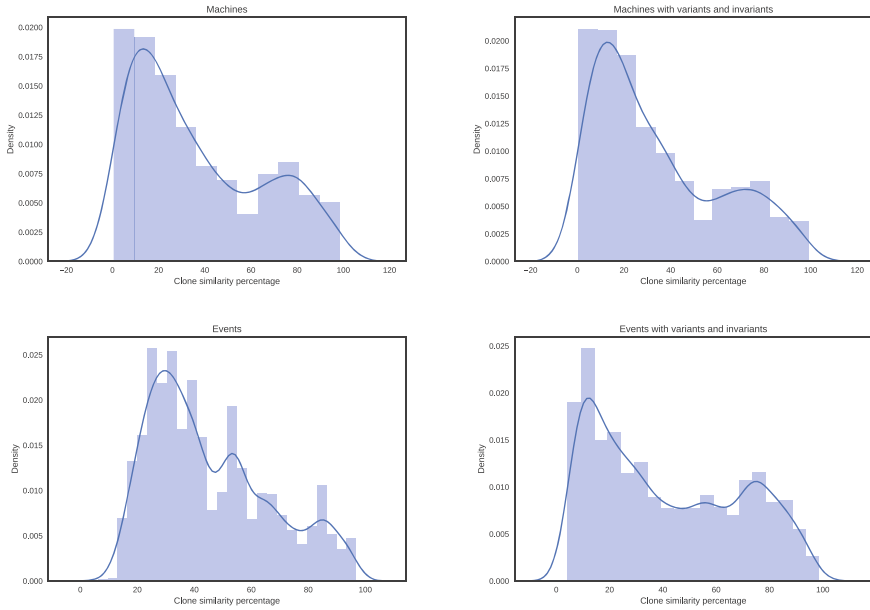 Machines
0.0200
0.0175
0.0150
0.0125
0.0100
0.0075
0.0050
0.0025
0.0000
Density
−20 0 20 40 60 80 100 120
Clone similarity percentage
Machines with variants and invariants
0.0200
0.0175
0.0150
0.0125
0.0100
0.0075
0.0050
0.0025
0.0000
Density
−20 0 20 40 60 80 100 120
Clone similarity percentage
Events
0.025
0.020
0.015
0.010
0.005
0.000
Density
0 20 40 60 80 100
Clone similarity percentage
Events with variants and invariants
0.025
0.020
0.015
0.010
0.005
0.000
Density
0 20 40 60 80 100
Clone similarity percentage